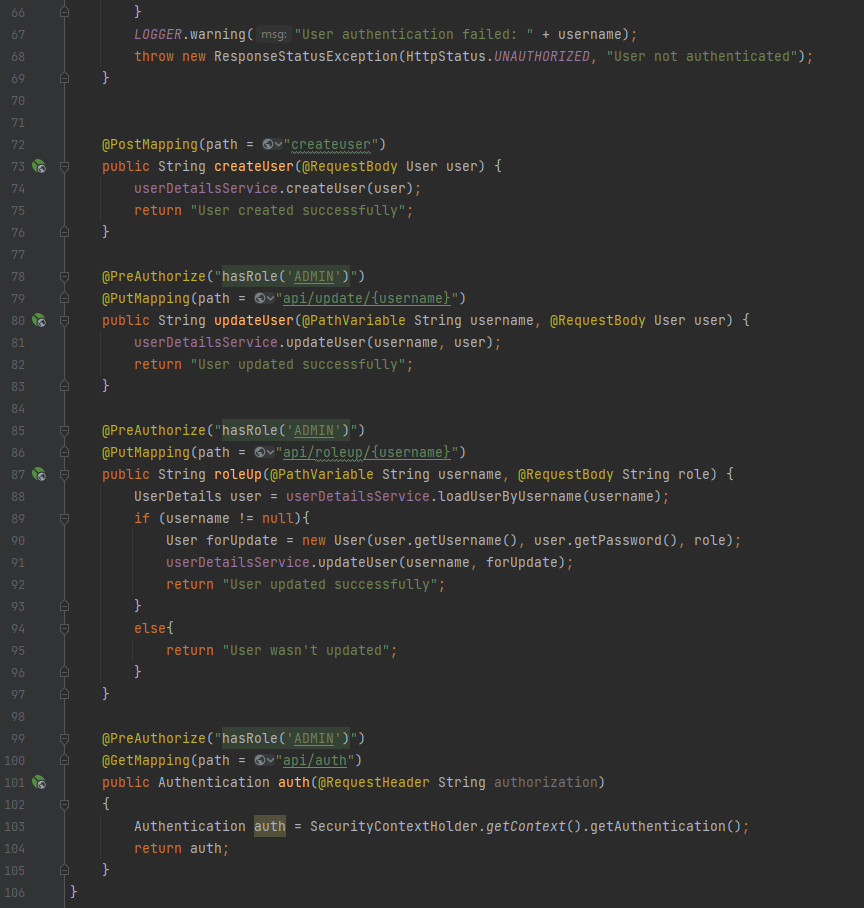 66 }
67 LOGGER.warning( msg: "User authentication failed: " + username);
68 throw new ResponseStatusException(HttpStatus.UNAUTHORIZED, "User not authenticated");
69 }
70
71
72 @PostMapping(path = "createuser")
73 public String createUser(@RequestBody User user) {
74 userDetailsService.createUser(user);
75 return "User created successfully";
76 }
77
78 @PreAuthorize("hasRole('ADMIN')")
79 @PutMapping(path = "api/update/{username}")
80 public String updateUser(@PathVariable String username, @RequestBody User user) {
81 userDetailsService.updateUser(username, user);
82 return "User updated successfully";
83 }
84
85 @PreAuthorize("hasRole('ADMIN')")
86 @PutMapping(path = "api/roleup/{username}")
87 public String roleUp(@PathVariable String username, @RequestBody String role) {
88 UserDetails user = userDetailsService.loadUserByUsername(username);
89 if (username != null){
90 User forUpdate = new User(user.getUsername(), user.getPassword(), role);
91 userDetailsService.updateUser(username, forUpdate);
92 return "User updated successfully";
93 }
94 else{
95 return "User wasn't updated";
96 }
97 }
98
99 @PreAuthorize("hasRole('ADMIN')")
100 @GetMapping(path = "api/auth")
101 public Authentication auth(@RequestHeader String authorization)
102 {
103 Authentication auth = SecurityContextHolder.getContext().getAuthentication();
104 return auth;
105 }
106 }